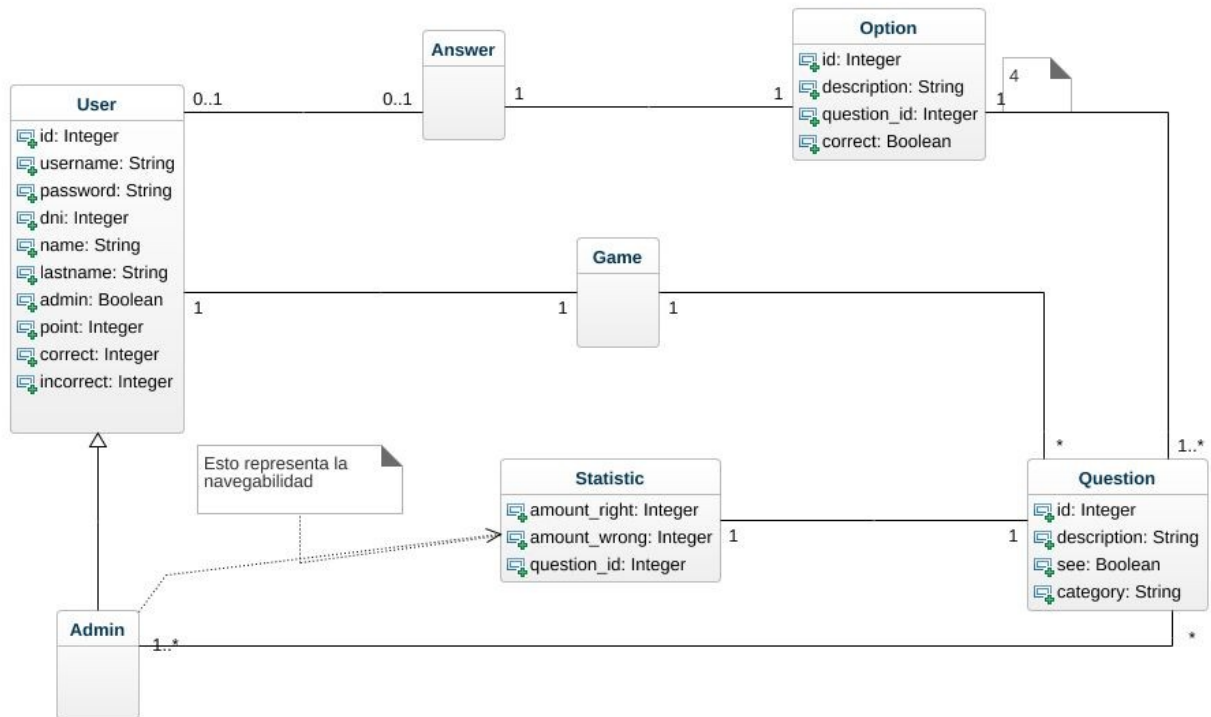 User
id: Integer
username: String
password: String
dni: Integer
name: String
lastname: String
admin: Boolean
point: Integer
correct: Integer
incorrect: Integer
0..1
0..1
Answer
1
1
Option
id: Integer
description: String
question_id: Integer
correct: Boolean
4
1
1
1
Game
1
*
1..*
Esto representa la
navegabilidad
Statistic
amount_right: Integer
amount_wrong: Integer
question_id: Integer
1
1
Question
id: Integer
description: String
see: Boolean
category: String
Admin
1..*
*